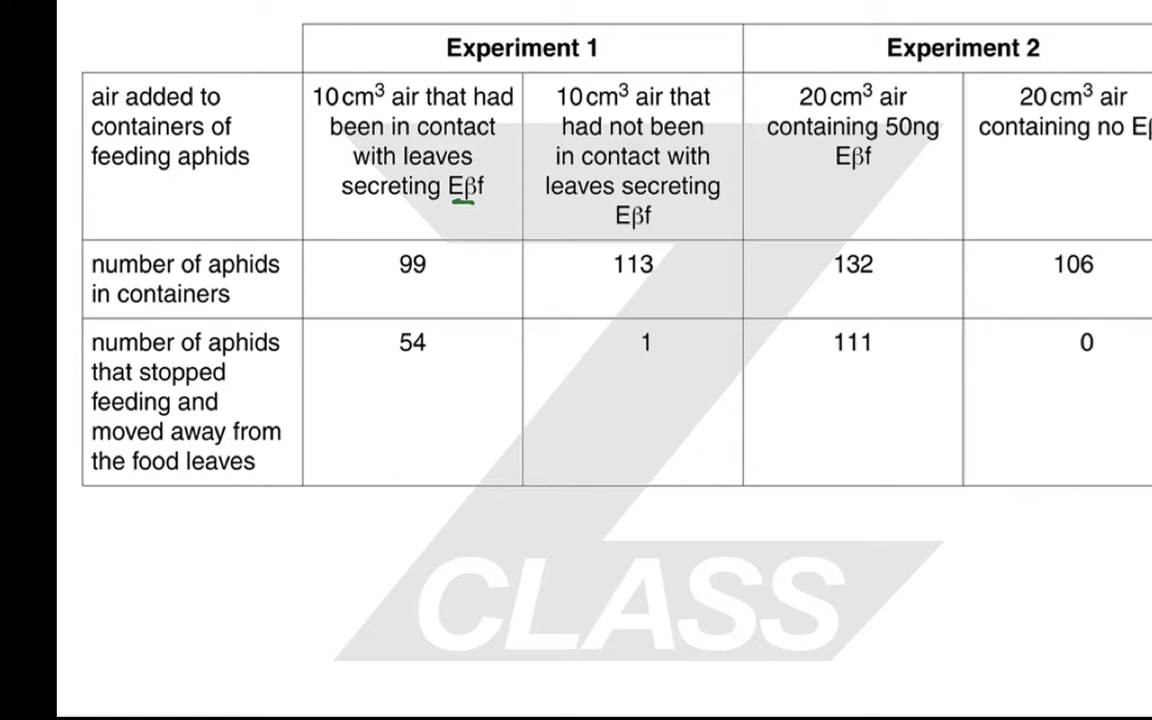 Experiment 1
Experiment 2
air added to
containers of
feeding aphids
10 cm³ air that had
been in contact
with leaves
secreting Eβf
10 cm³ air that
had not been
in contact with
leaves secreting
Eβf
20 cm³ air
containing 50ng
Eβf
20 cm³ air
containing no Eβ
number of aphids
in containers
99
113
132
106
number of aphids
that stopped
feeding and
moved away from
the food leaves
54
1
111
0
Z
CLASS